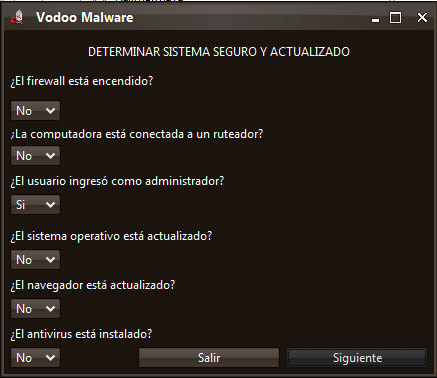 Vodoo Malware
DETERMINAR SISTEMA SEGURO Y ACTUALIZADO
¿El firewall está encendido?
No
¿La computadora está conectada a un ruteador?
No
¿El usuario ingresó como administrador?
Si
¿El sistema operativo está actualizado?
No
¿El navegador está actualizado?
No
¿El antivirus está instalado?
No Salir Siguiente